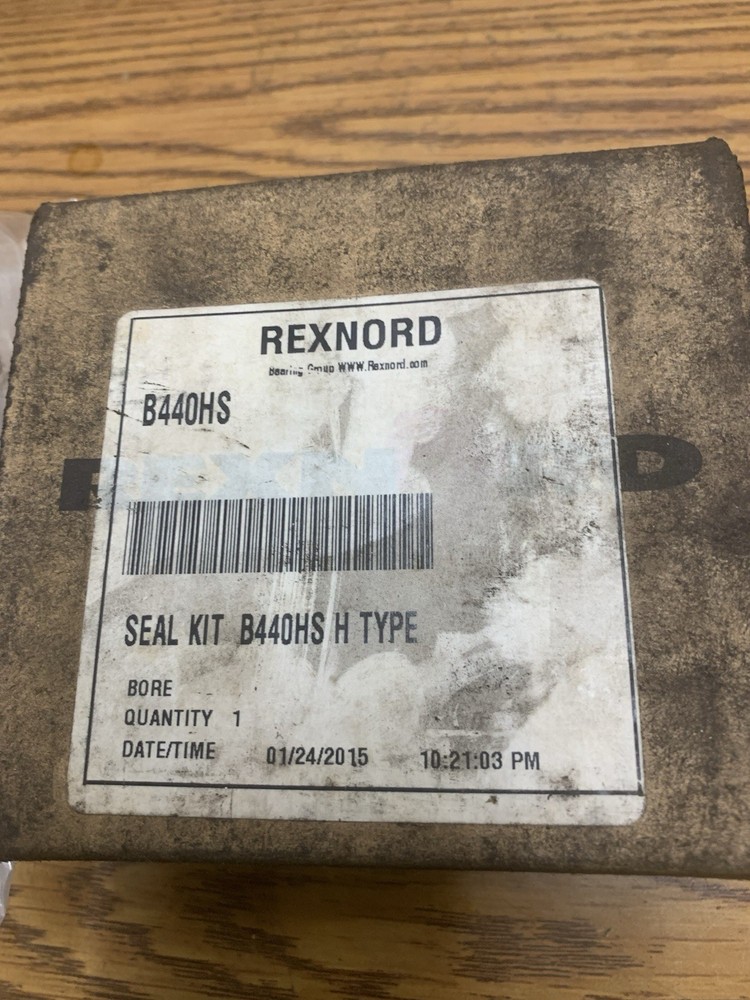 REXNORD
Bearing Group WWW.Rexnord.com
B440HS
SEAL KIT B440HS H TYPE
BORE
QUANTITY 1
DATE/TIME 01/24/2015 10:21:03 PM